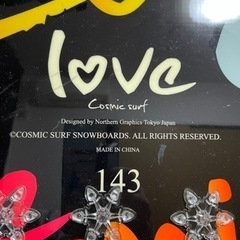 love
Cosmic surf
Designed by Northern Graphics Tokyo Japan
©COSMIC SURF SNOWBOARDS. ALL RIGHTS RESERVED.
MADE IN CHINA
143